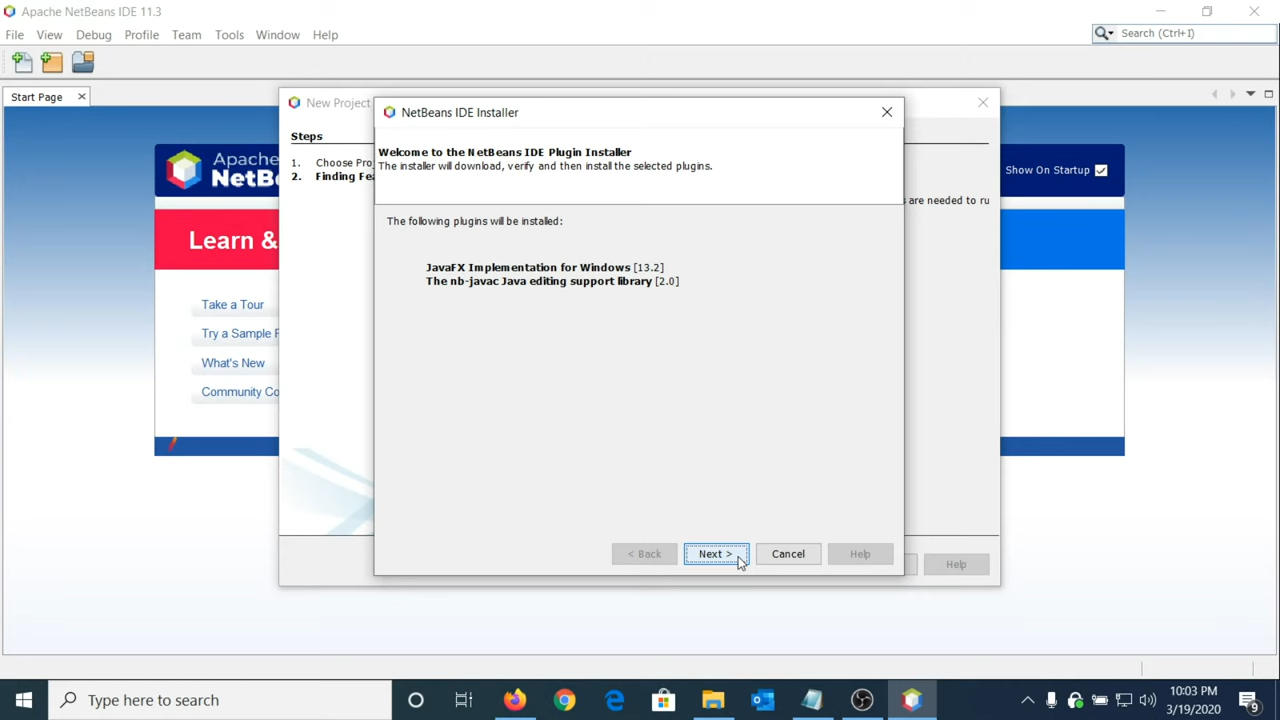 Apache NetBeans IDE 11.3
File View Debug Profile Team Tools Window Help
Search (Ctrl+I)
Start Page
Apache
NetB
Show On Startup
Learn &
Take a Tour
Try a Sample
What's New
Community Co
New Project
Steps
1. Choose Proj
2. Finding Fea
s are needed to ru
Help
NetBeans IDE Installer
Welcome to the NetBeans IDE Plugin Installer
The installer will download, verify and then install the selected plugins.
The following plugins will be installed:
JavaFX Implementation for Windows [13.2]
The nb-javac Java editing support library [2.0]
< Back Next > Cancel Help
Type here to search
10:03 PM
3/19/2020
9